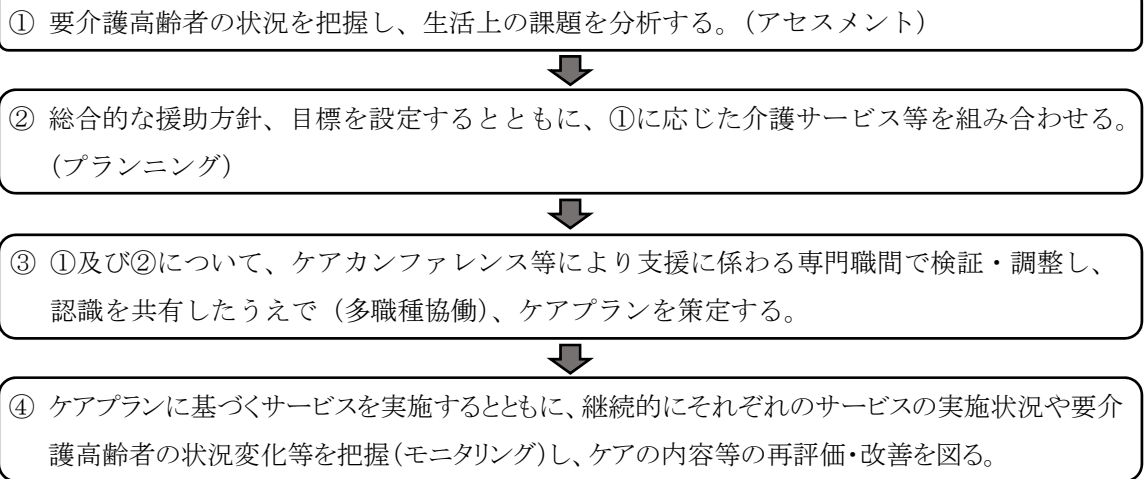 ① 要介護高齢者の状況を把握し、生活上の課題を分析する。(アセスメント)
② 総合的な援助方針、目標を設定するとともに、①に応じた介護サービス等を組み合わせる。
(プランニング)
③ ①及び②について、ケアカンファレンス等により支援に係わる専門職間で検証・調整し、
認識を共有したうえで(多職種協働)、ケアプランを策定する。
④ ケアプランに基づくサービスを実施するとともに、継続的にそれぞれのサービスの実施状況や要介
護高齢者の状況変化等を把握(モニタリング)し、ケアの内容等の再評価・改善を図る。